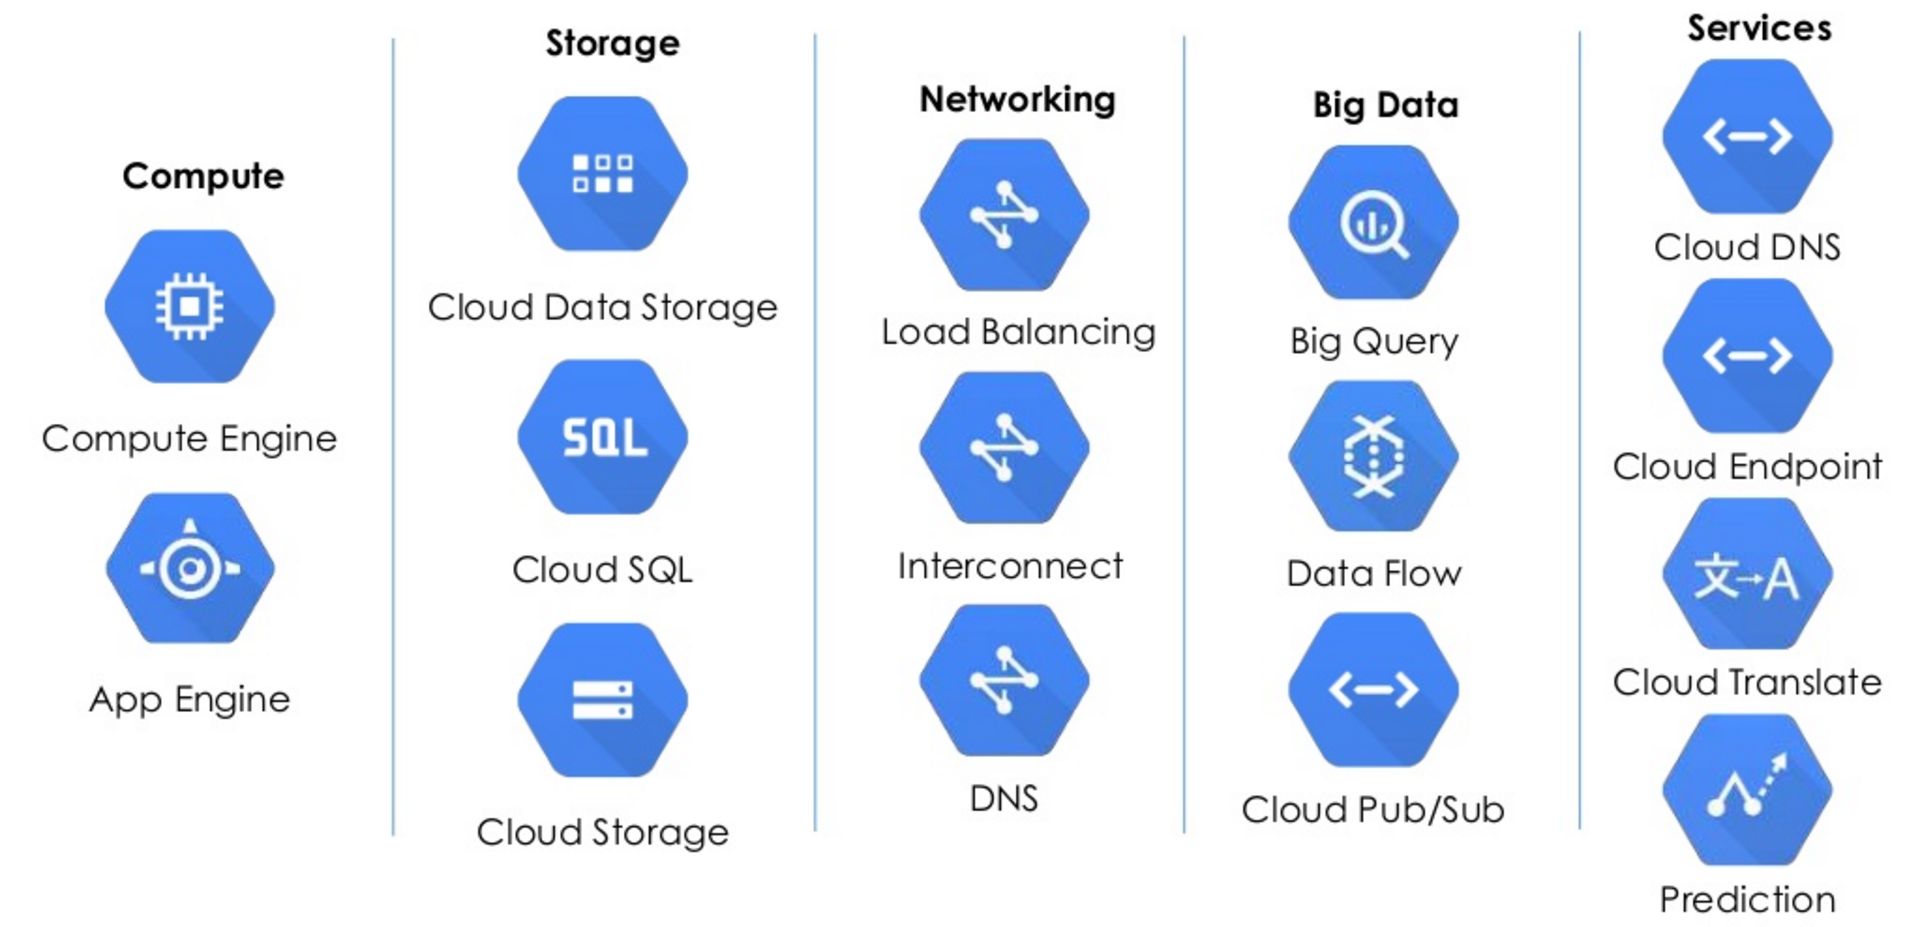 Compute
Compute Engine
App Engine
Storage
Cloud Data Storage
SQL
Cloud SQL
Cloud Storage
Networking
Load Balancing
Interconnect
DNS
Big Data
Big Query
Data Flow
Cloud Pub/Sub
Services
Cloud DNS
Cloud Endpoint
文→A
Cloud Translate
Prediction